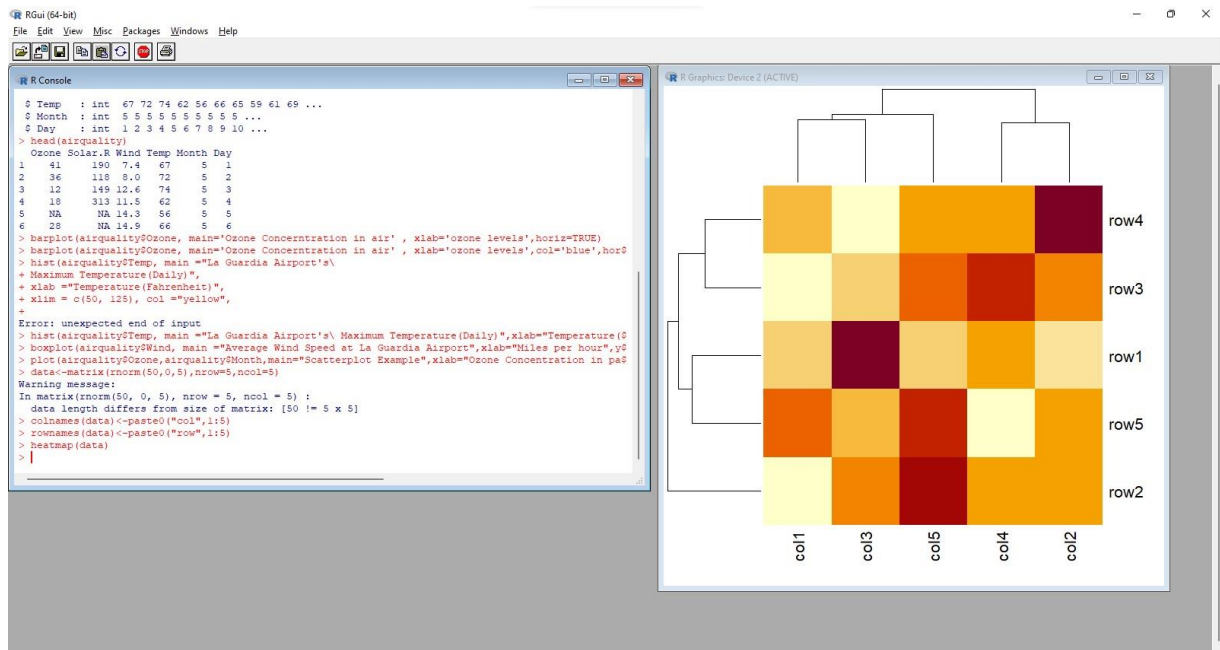 RGui (64-bit)
File Edit View Misc Packages Windows Help
R Console
$ Temp   : int  67 72 74 62 56 66 65 59 61 69 ...
$ Month  : int  5 5 5 5 5 5 5 5 5 5 ...
$ Day    : int  1 2 3 4 5 6 7 8 9 10 ...
> head(airquality)
  Ozone Solar.R Wind Temp Month Day
1    41     190  7.4   67     5   1
2    36     118  8.0   72     5   2
3    12     149 12.6   74     5   3
4    18     313 11.5   62     5   4
5    NA      NA 14.3   56     5   5
6    28      NA 14.9   66     5   6
> barplot(airquality$Ozone, main='Ozone Concerntration in air' , xlab='ozone levels',horiz=TRUE)
> barplot(airquality$Ozone, main='Ozone Concerntration in air' , xlab='ozone levels',col='blue',hor$
> hist(airquality$Temp, main ="La Guardia Airport's\
+ Maximum Temperature(Daily)",
+ xlab ="Temperature(Fahrenheit)",
+ xlim = c(50, 125), col ="yellow",
+
Error: unexpected end of input
> hist(airquality$Temp, main ="La Guardia Airport's\ Maximum Temperature(Daily)",xlab="Temperature($
> boxplot(airquality$Wind, main ="Average Wind Speed at La Guardia Airport",xlab="Miles per hour",y$
> plot(airquality$Ozone,airquality$Month,main="Scatterplot Example",xlab="Ozone Concentration in pa$
> data<-matrix(rnorm(50,0,5),nrow=5,ncol=5)
Warning message:
In matrix(rnorm(50, 0, 5), nrow = 5, ncol = 5) :
  data length differs from size of matrix: [50 != 5 x 5]
> colnames(data)<-paste0("col",1:5)
> rownames(data)<-paste0("row",1:5)
> heatmap(data)
>
R Graphics: Device 2 (ACTIVE)
row4
row3
row1
row5
row2
col1 col3 col5 col4 col2